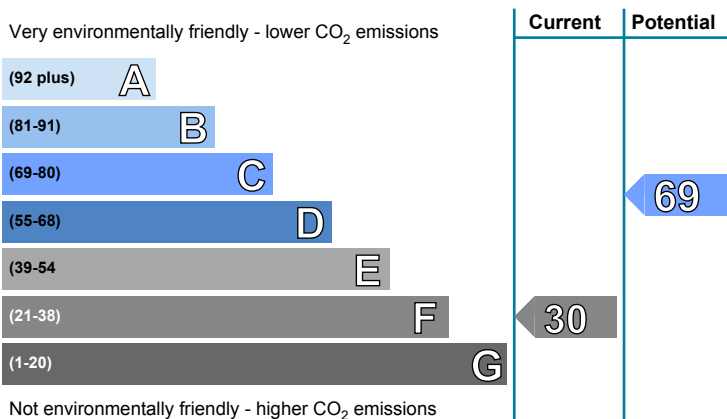 Very environmentally friendly - lower CO2 emissions
Current
Potential
(92 plus) A
(81-91) B
(69-80) C
69
(55-68) D
(39-54 E
(21-38) F
30
(1-20) G
Not environmentally friendly - higher CO2 emissions